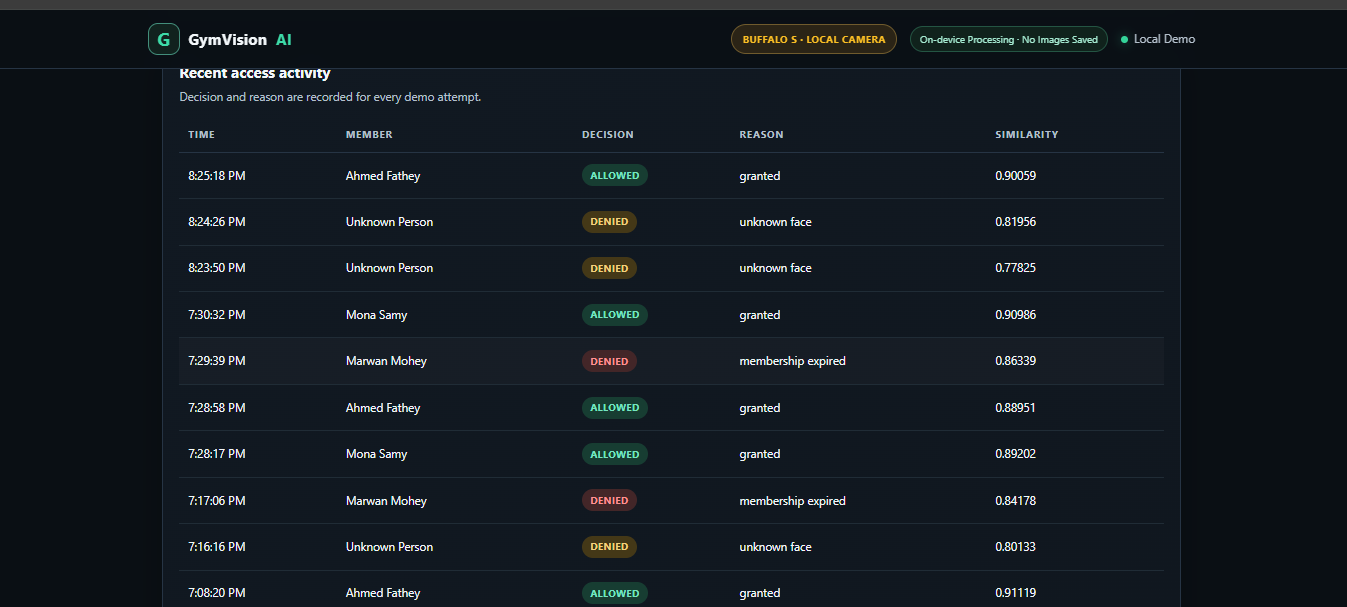 G GymVision AI BUFFALO S · LOCAL CAMERA On-device Processing · No Images Saved Local Demo
Recent access activity
Decision and reason are recorded for every demo attempt.
TIME MEMBER DECISION REASON SIMILARITY
8:25:18 PM Ahmed Fathey ALLOWED granted 0.90059
8:24:26 PM Unknown Person DENIED unknown face 0.81956
8:23:50 PM Unknown Person DENIED unknown face 0.77825
7:30:32 PM Mona Samy ALLOWED granted 0.90986
7:29:39 PM Marwan Mohey DENIED membership expired 0.86339
7:28:58 PM Ahmed Fathey ALLOWED granted 0.88951
7:28:17 PM Mona Samy ALLOWED granted 0.89202
7:17:06 PM Marwan Mohey DENIED membership expired 0.84178
7:16:16 PM Unknown Person DENIED unknown face 0.80133
7:08:20 PM Ahmed Fathey ALLOWED granted 0.91119